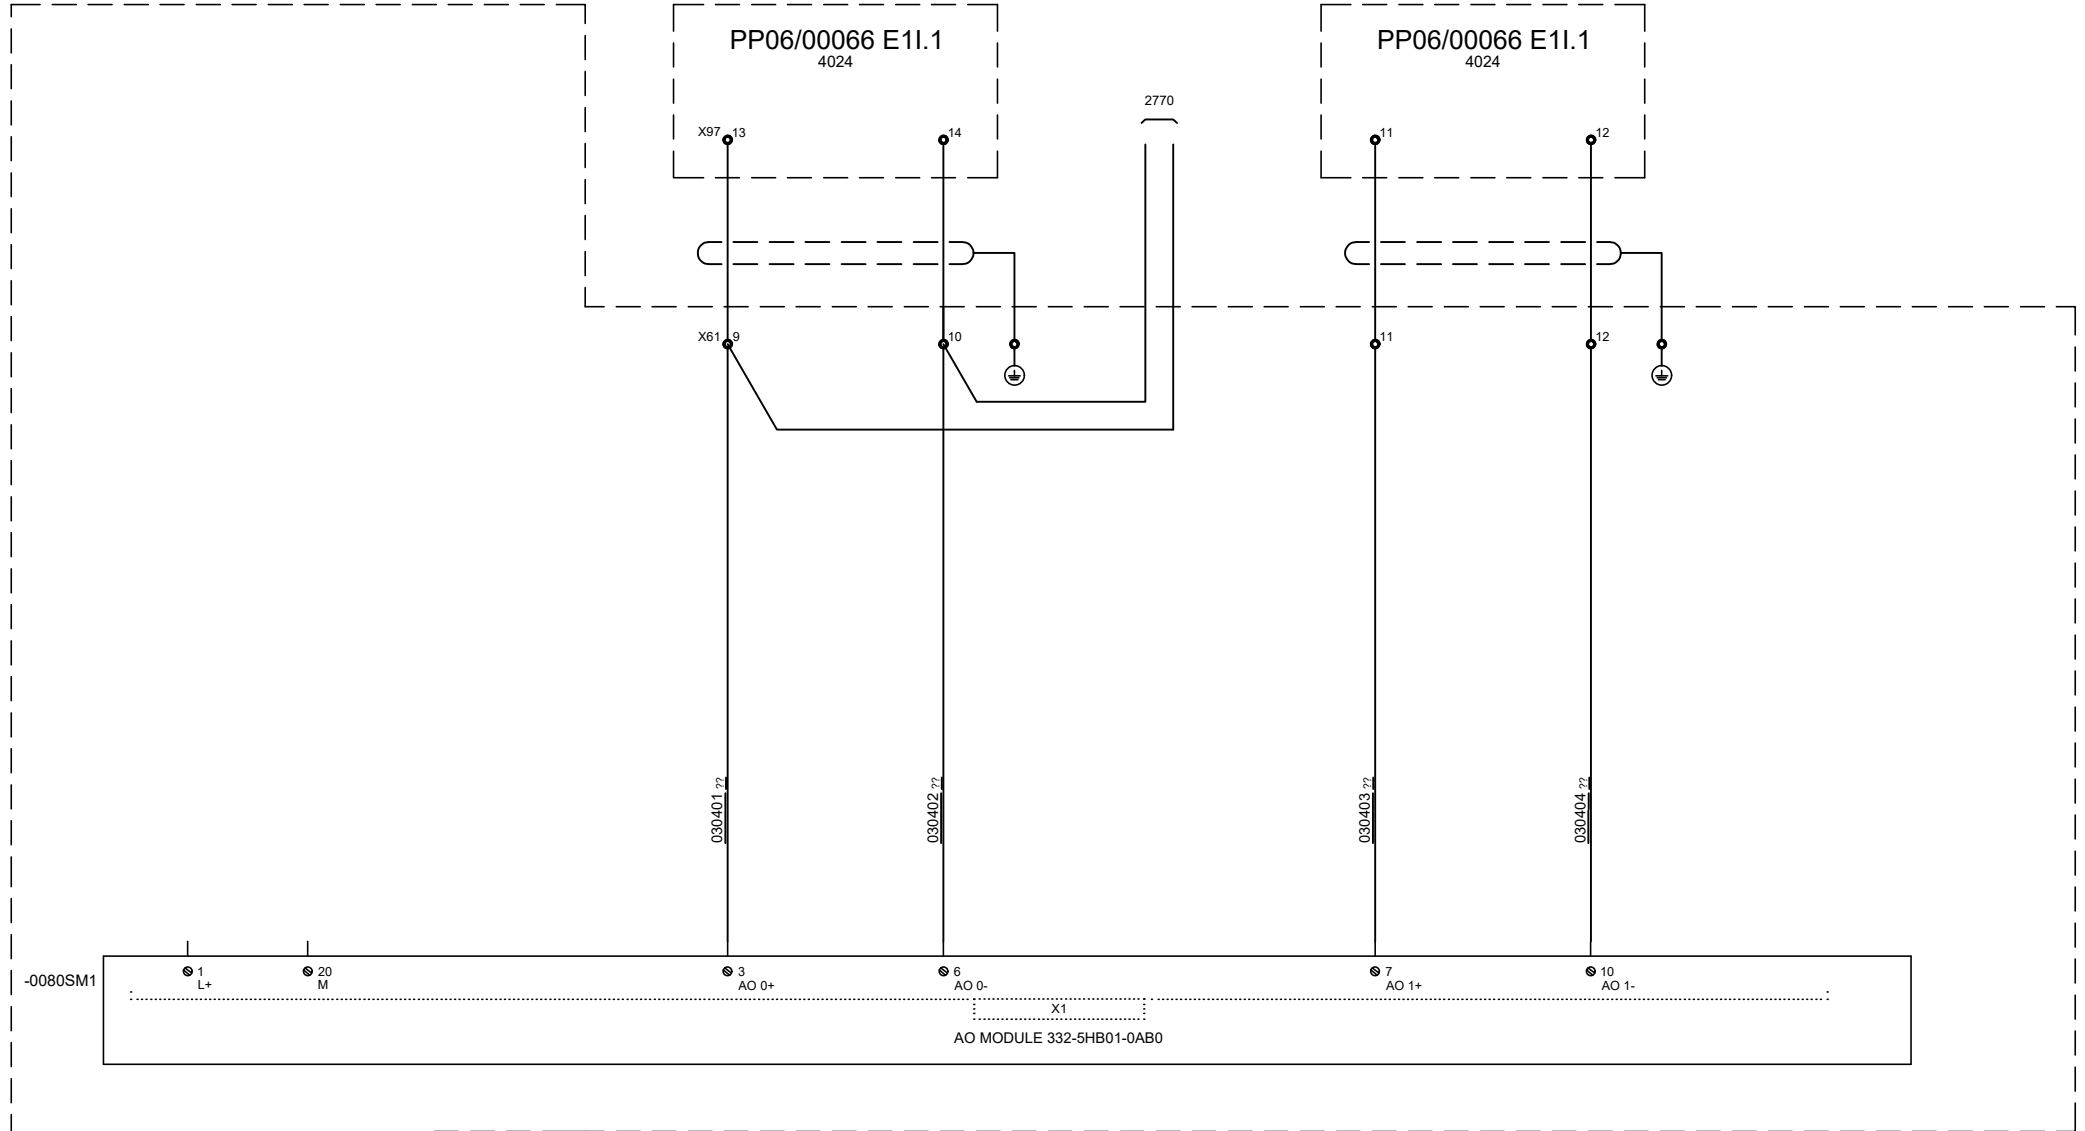 PP06/00066 E1I.1
4024
PP06/00066 E1I.1
4024
2770
X97 13
14
11
12
X61 9
10
11
12
030401 ??
030402 ??
030403 ??
030404 ??
-0080SM1
1
L+
20
M
3
AO 0+
6
AO 0-
7
AO 1+
10
AO 1-
X1
AO MODULE 332-5HB01-0AB0